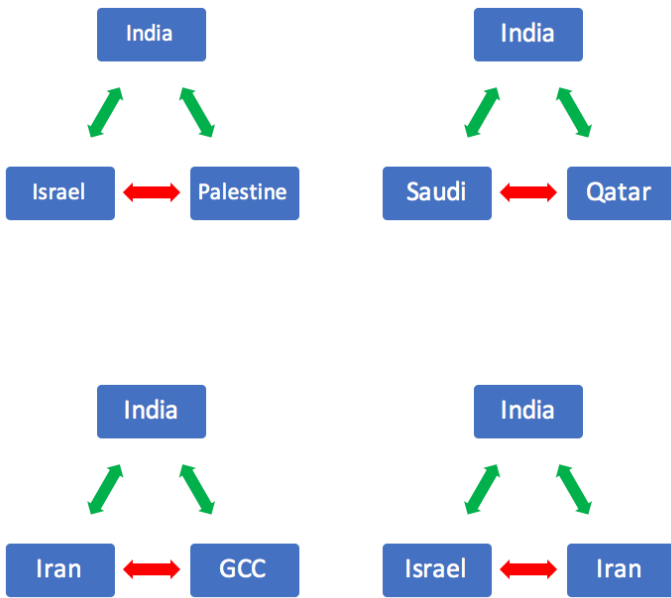 India
Israel
Palestine
India
Saudi
Qatar
India
Iran
GCC
India
Israel
Iran